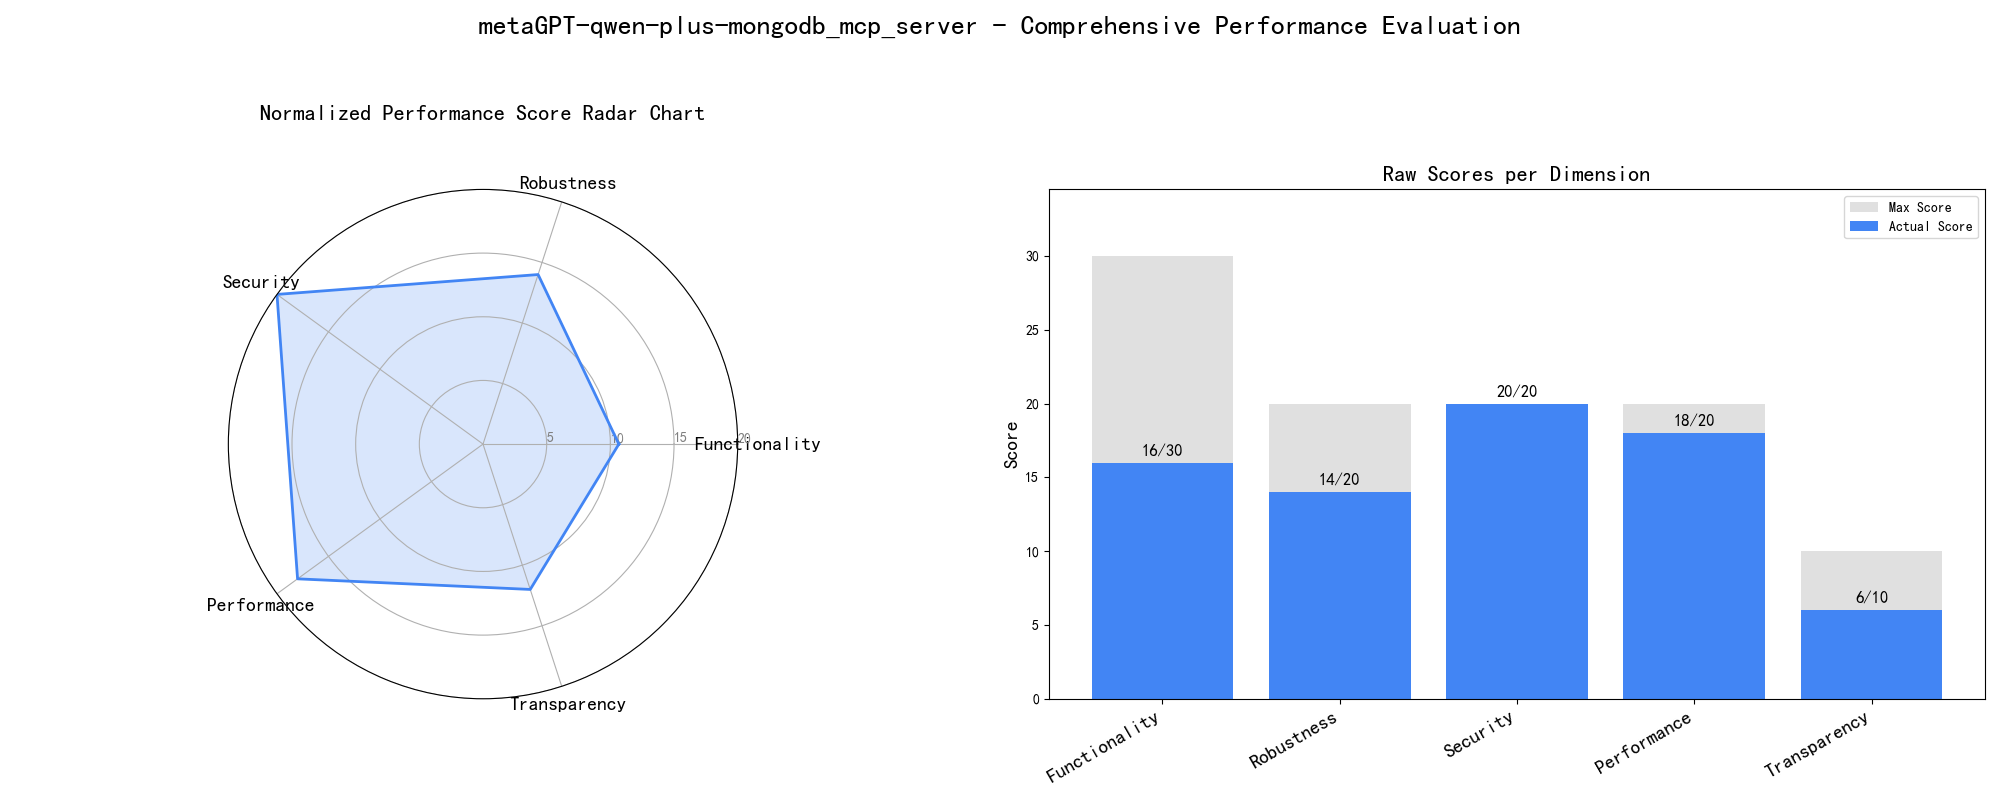 metaGPT-qwen-plus-mongodb_mcp_server - Comprehensive Performance Evaluation
Normalized Performance Score Radar Chart
Robustness
Security
Functionality
Performance
Transparency
5
10
15
20
Raw Scores per Dimension
Max Score
Actual Score
Score
30
25
20
15
10
5
0
16/30
14/20
20/20
18/20
6/10
Functionality
Robustness
Security
Performance
Transparency